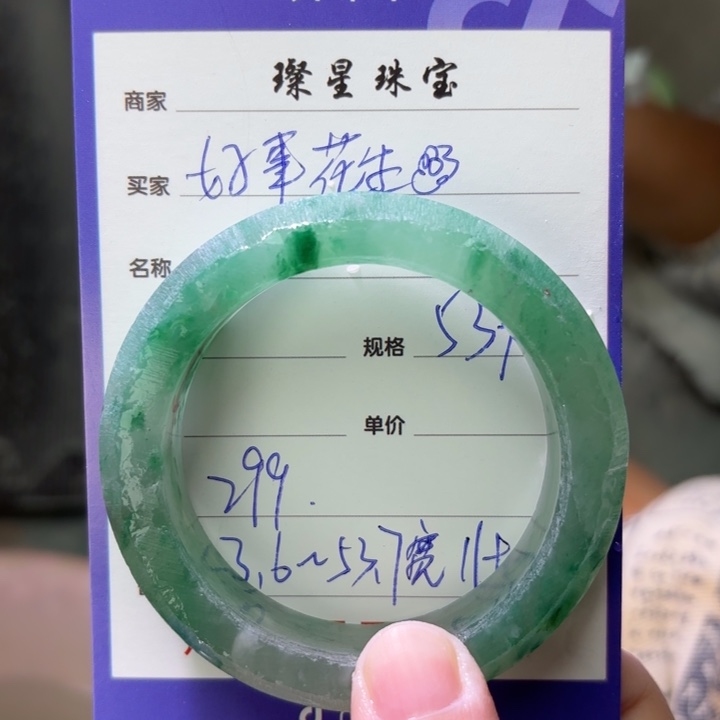 商家 璨星珠宝
买家 好事花生
名称
规格 53+
单价
299.
3.6~53.7宽11+